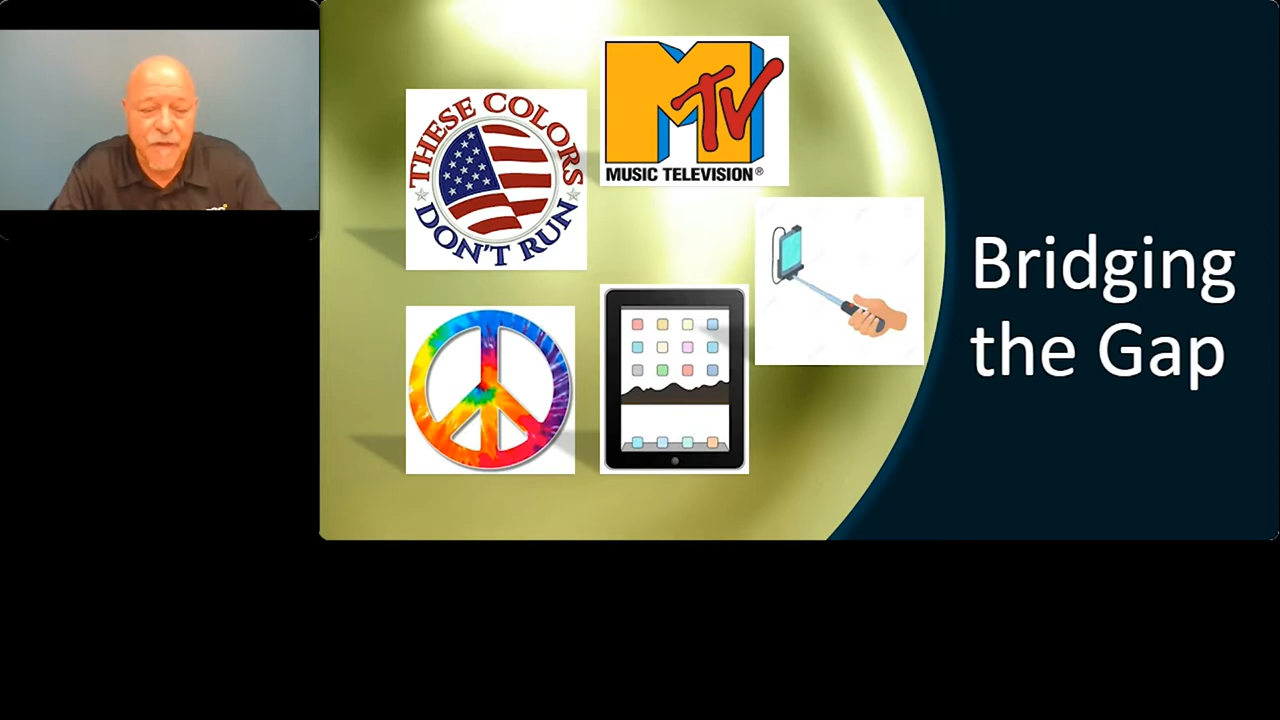 THESE COLORS
DON'T RUN
MTV
MUSIC TELEVISION®
Bridging
the Gap